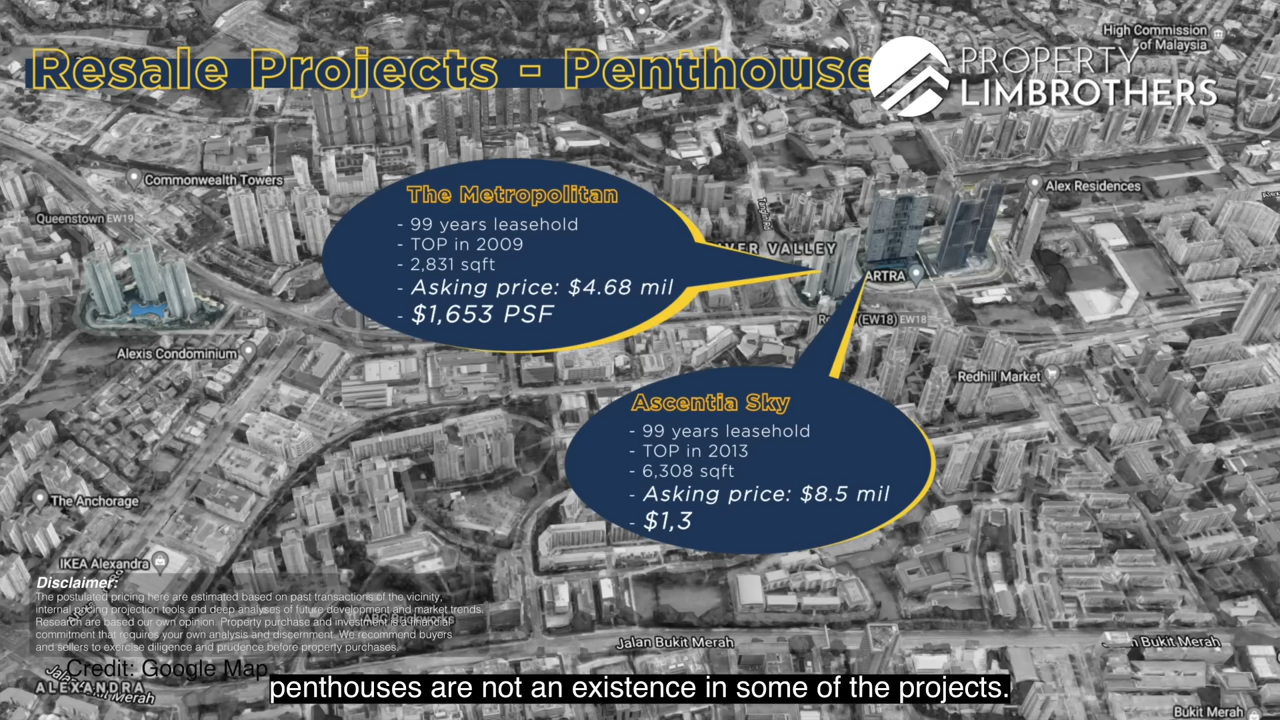 Resale Projects - Penthouse
PROPERTY
LIMBROTHERS
High Commission
of Malaysia
Commonwealth Towers
Queenstown EW19
Alex Residences
The Metropolitan
- 99 years leasehold
- TOP in 2009
- 2,831 sqft
- Asking price: $4.68 mil
- $1,653 PSF
VER VALLEY
ARTRA
(EW18) EW18
Alexis Condominium
Redhill Market
Ascentia Sky
- 99 years leasehold
- TOP in 2013
- 6,308 sqft
- Asking price: $8.5 mil
- $1,3
The Anchorage
IKEA Alexandra
Disclaimer:
The postulated pricing here are estimated based on past transactions of the vicinity,
internal pricing projection tools and deep analyses of future development and market trends.
Research are based our own opinion. Property purchase and investment is a financial
commitment that requires your own analysis and discernment. We recommend buyers
and sellers to exercise diligence and prudence before property purchases.
Jalan Bukit Merah
Bukit Merah
Credit: Google Map
ALEXANDRA
Merah
penthouses are not an existence in some of the projects.
Bukit Merah